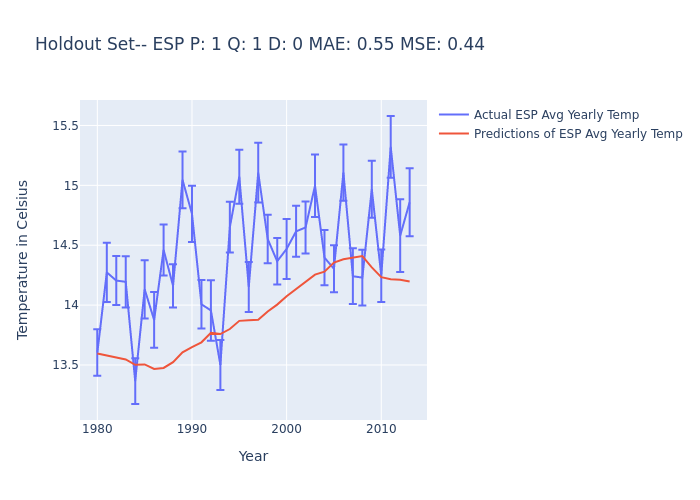 Holdout Set-- ESP P: 1 Q: 1 D: 0 MAE: 0.55 MSE: 0.44
Actual ESP Avg Yearly Temp
Predictions of ESP Avg Yearly Temp
Temperature in Celsius
15.5
15
14.5
14
13.5
1980
1990
2000
2010
Year